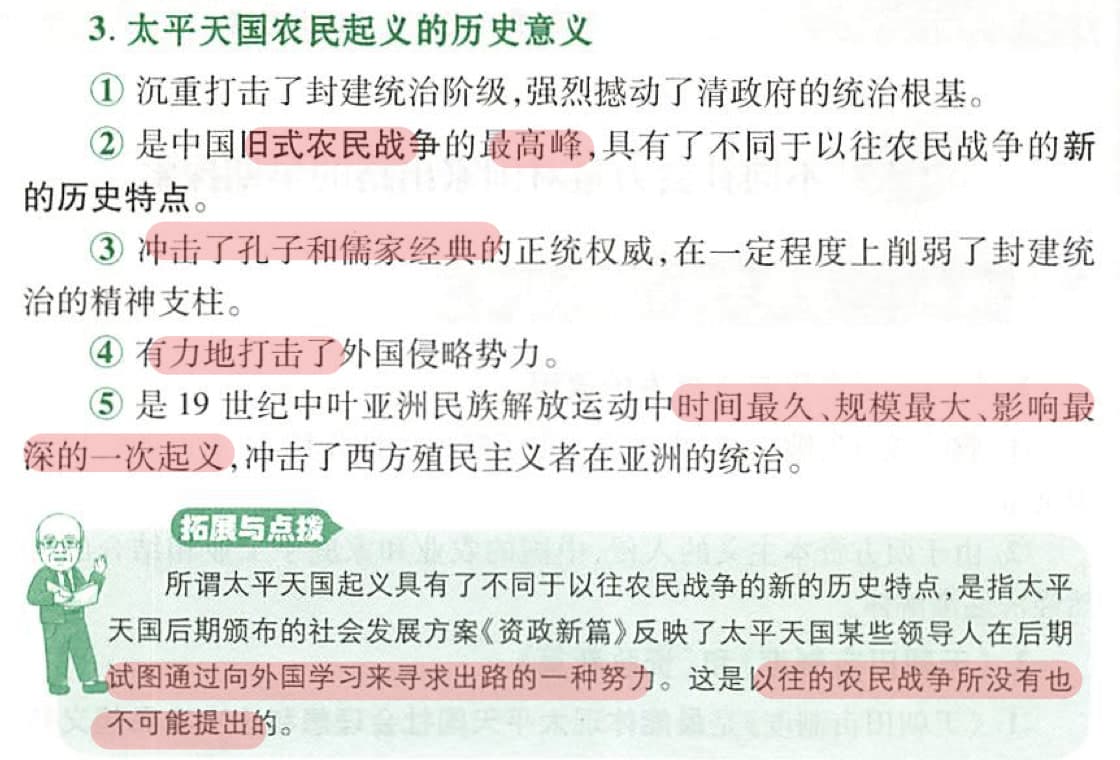 3. 太平天国农民起义的历史意义
① 沉重打击了封建统治阶级,强烈撼动了清政府的统治根基。
② 是中国旧式农民战争的最高峰,具有了不同于以往农民战争的新
的历史特点。
③ 冲击了孔子和儒家经典的正统权威,在一定程度上削弱了封建统
治的精神支柱。
④ 有力地打击了外国侵略势力。
⑤ 是 19 世纪中叶亚洲民族解放运动中时间最久、规模最大、影响最
深的一次起义,冲击了西方殖民主义者在亚洲的统治。
拓展与点拨
所谓太平天国起义具有了不同于以往农民战争的新的历史特点,是指太平
天国后期颁布的社会发展方案《资政新篇》反映了太平天国某些领导人在后期
试图通过向外国学习来寻求出路的一种努力。这是以往的农民战争所没有也
不可能提出的。